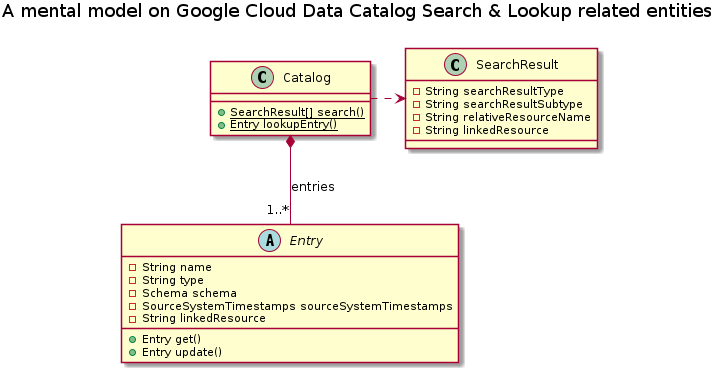 A mental model on Google Cloud Data Catalog Search & Lookup related entities
C Catalog
SearchResult[] search()
Entry lookupEntry()
C SearchResult
String searchResultType
String searchResultSubtype
String relativeResourceName
String linkedResource
entries
1..*
A Entry
String name
String type
Schema schema
SourceSystemTimestamps sourceSystemTimestamps
String linkedResource
Entry get()
Entry update()